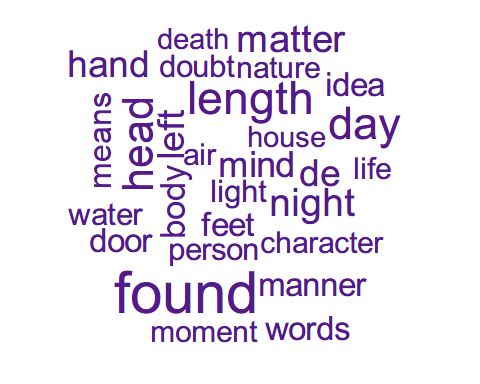 death matter
hand doubt nature
idea
means head left length
day
house
air mind de life
body light night
water feet
door person character
found manner
moment words